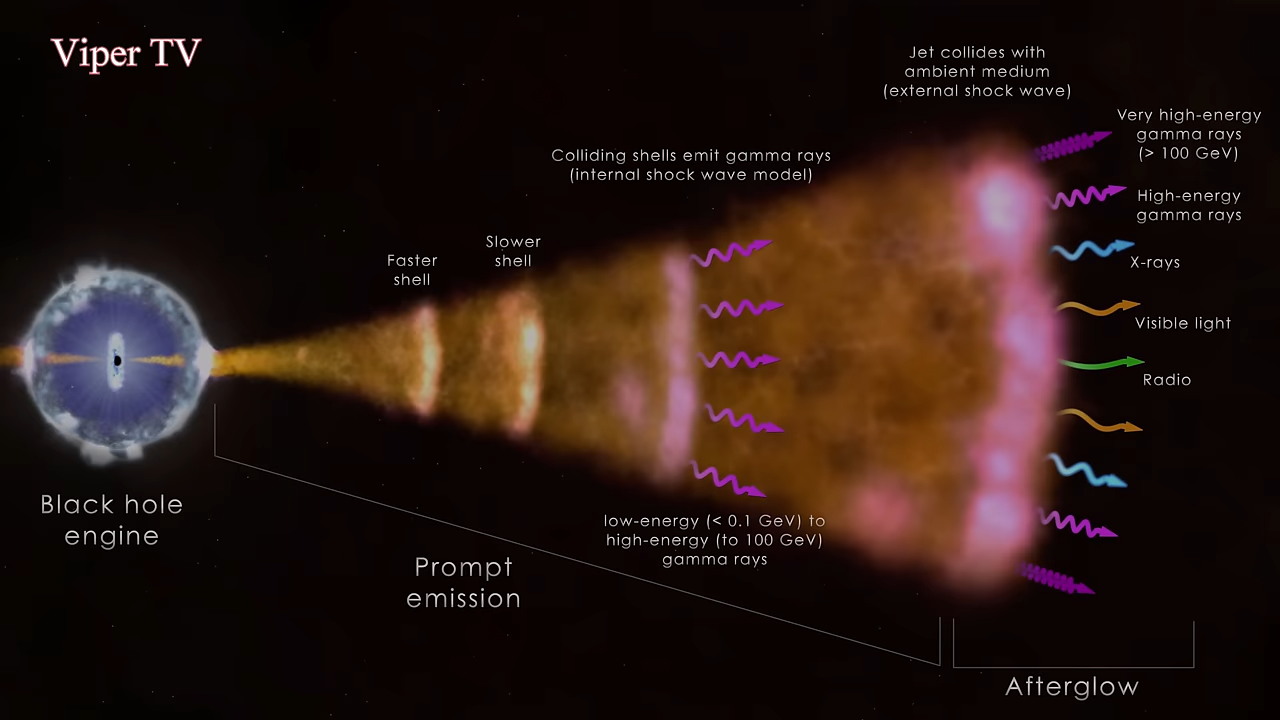 Viper TV
Jet collides with
ambient medium
(external shock wave)
Very high-energy
gamma rays
(> 100 GeV)
Colliding shells emit gamma rays
(internal shock wave model)
High-energy
gamma rays
Slower
shell
Faster
shell
X-rays
Visible light
Radio
Black hole
engine
low-energy (< 0.1 GeV) to
high-energy (to 100 GeV)
gamma rays
Prompt
emission
Afterglow